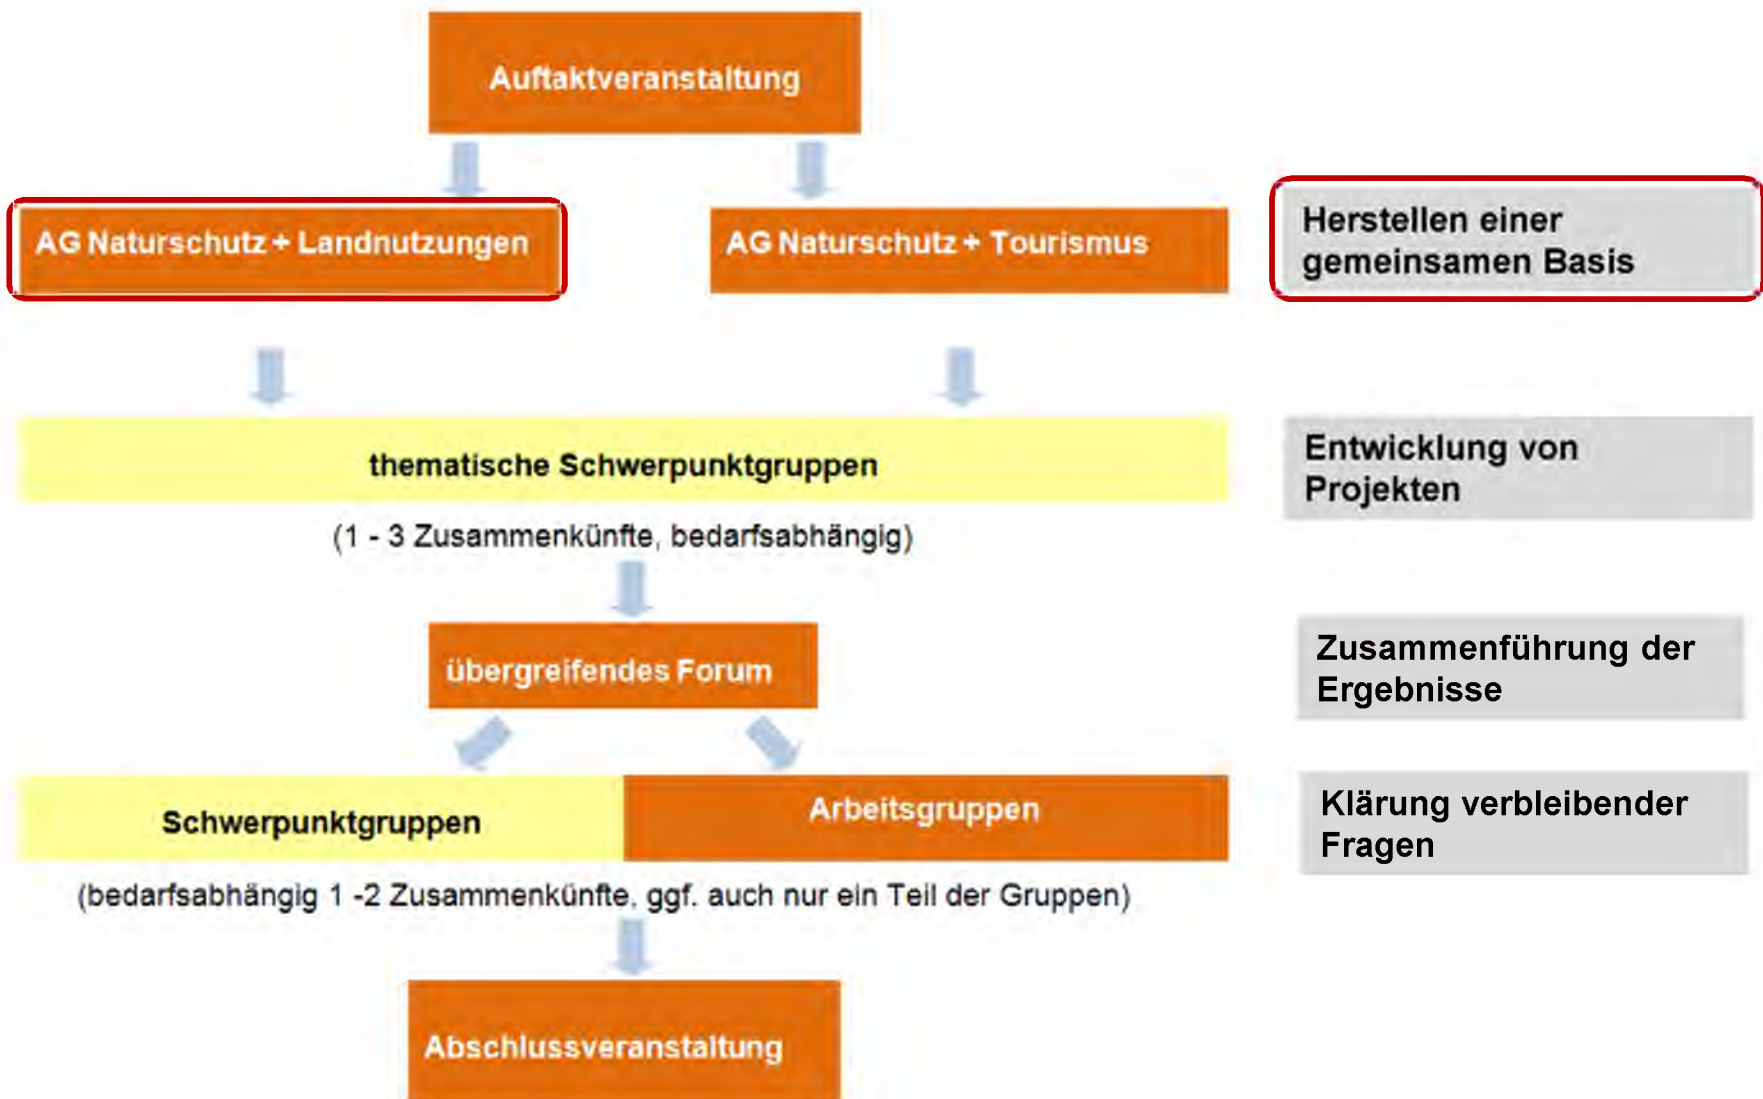 Auftaktveranstaltung
AG Naturschutz + Landnutzungen
AG Naturschutz + Tourismus
Herstellen einer
gemeinsamen Basis
thematische Schwerpunktgruppen
(1 - 3 Zusammenkünfte, bedarfsabhängig)
Entwicklung von
Projekten
übergreifendes Forum
Zusammenführung der
Ergebnisse
Schwerpunktgruppen
Arbeitsgruppen
(bedarfsabhängig 1 -2 Zusammenkünfte, ggf. auch nur ein Teil der Gruppen)
Klärung verbleibender
Fragen
Abschlussveranstaltung